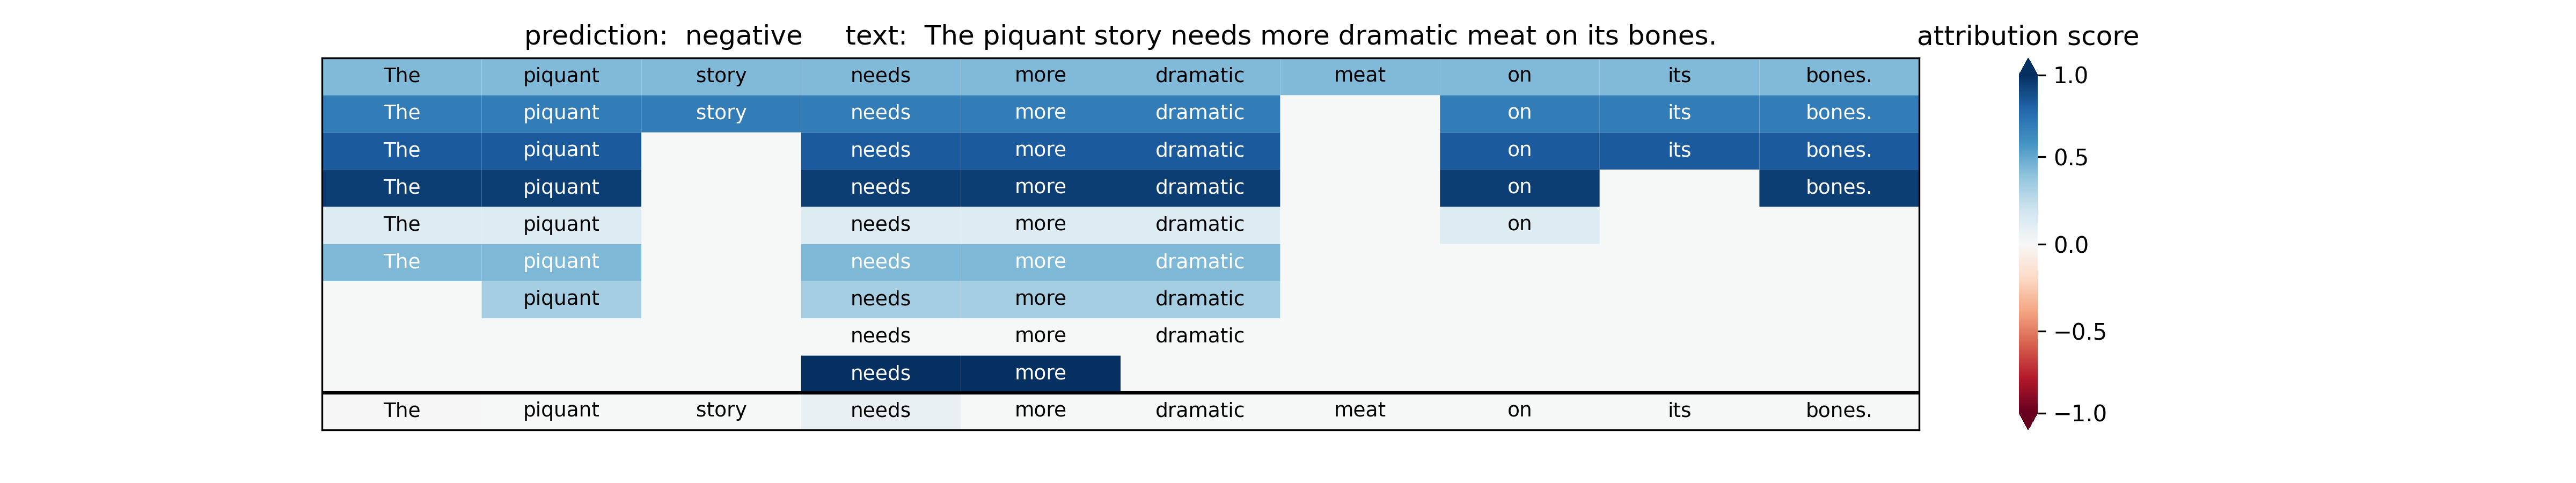 prediction:  negative     text:  The piquant story needs more dramatic meat on its bones.
attribution score
The piquant story needs more dramatic meat on its bones.
The piquant story needs more dramatic on its bones.
The piquant needs more dramatic on its bones.
The piquant needs more dramatic on bones.
The piquant needs more dramatic on
The piquant needs more dramatic
piquant needs more dramatic
needs more dramatic
needs more
The piquant story needs more dramatic meat on its bones.
1.0
0.5
0.0
−0.5
−1.0